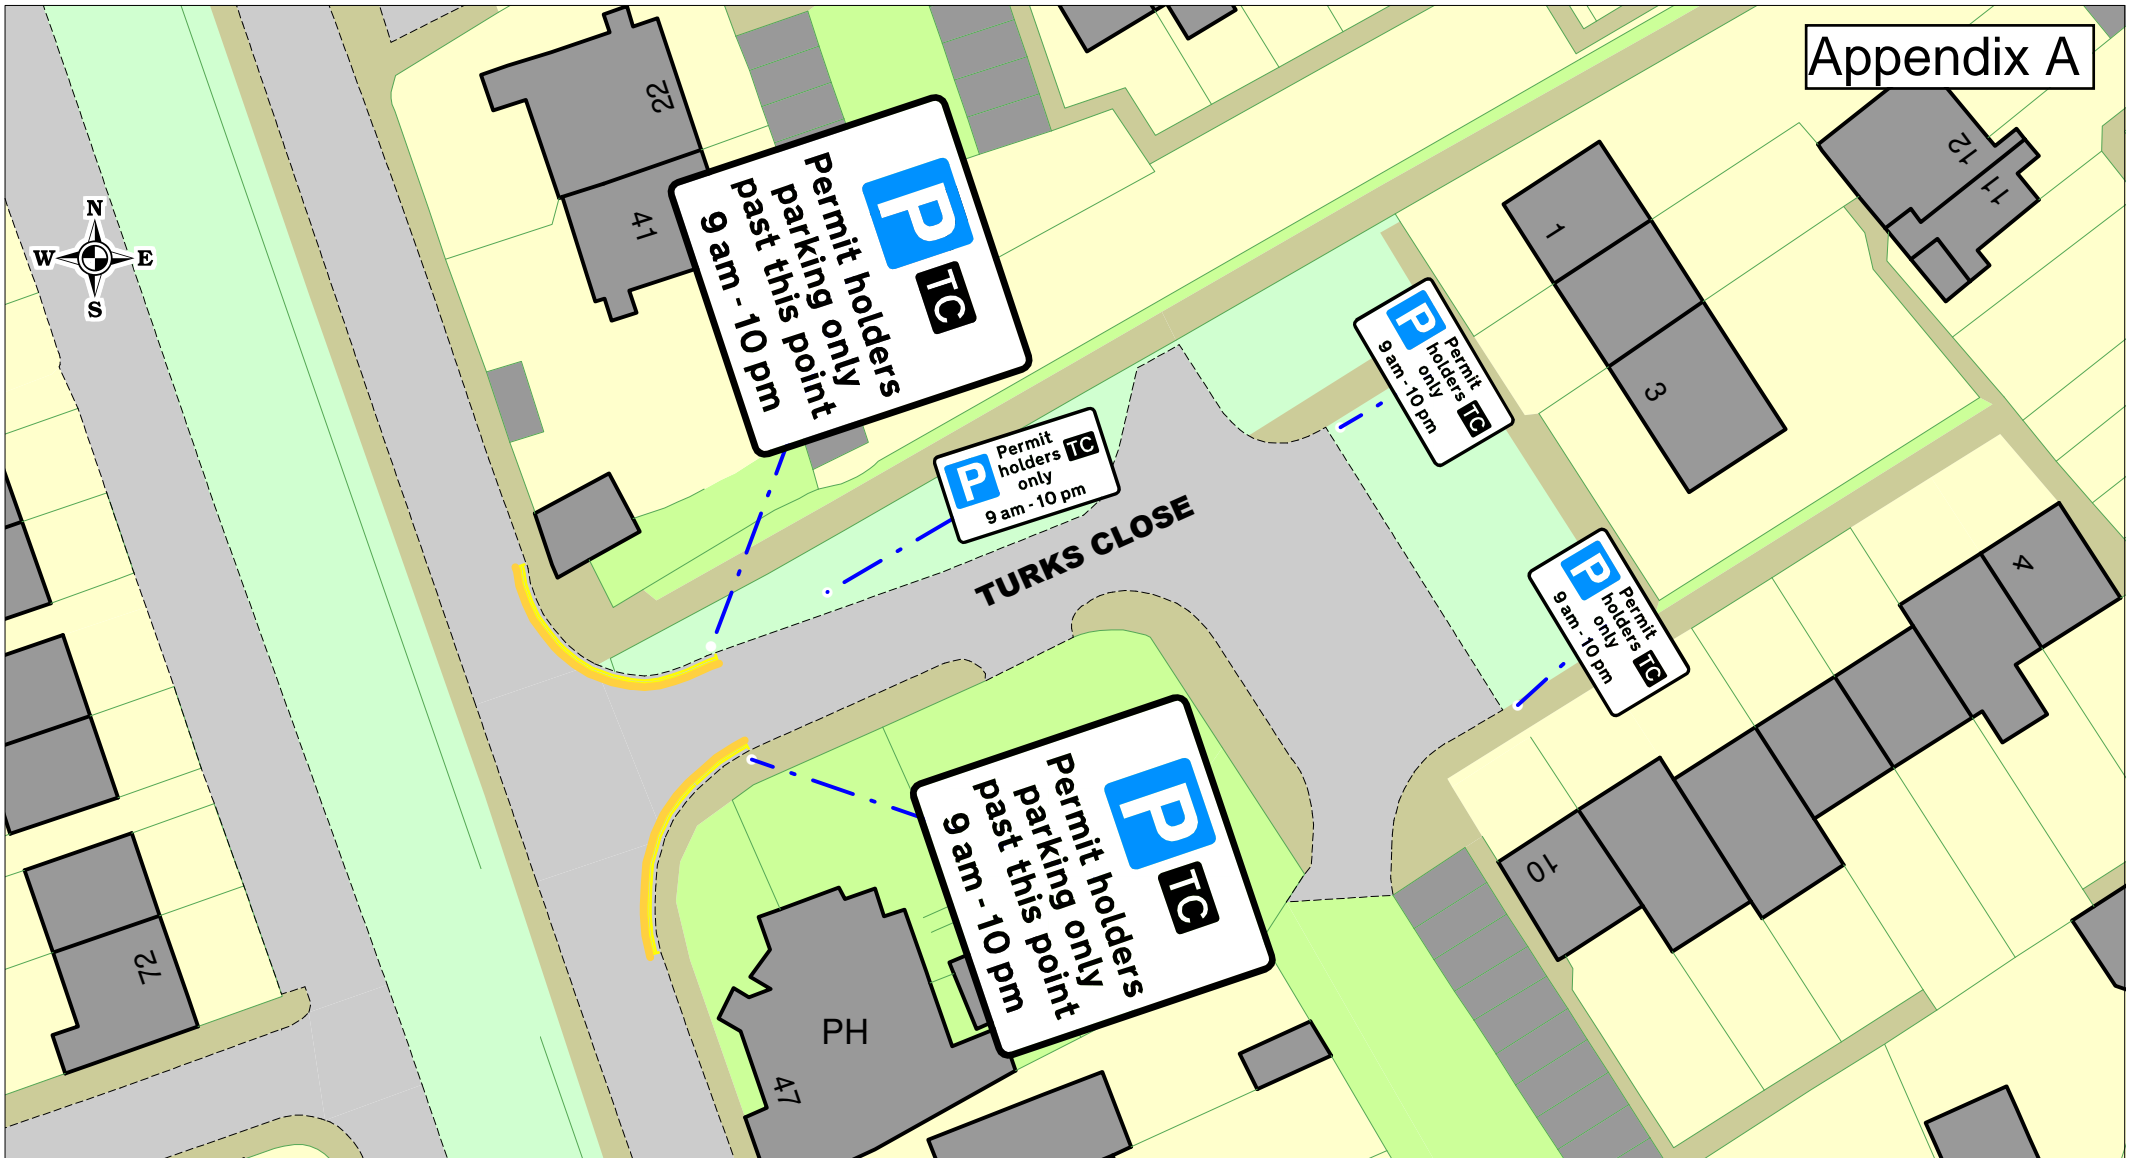 Appendix A
22
41
N
W E
S
P TC
Permit holders
parking only
past this point
9 am - 10 pm
12
11
1
3
P
Permit
holders TC
only
9 am - 10 pm
P
Permit
holders TC
only
9 am - 10 pm
TURKS CLOSE
P
Permit
holders TC
only
9 am - 10 pm
4
P TC
Permit holders
parking only
past this point
9 am - 10 pm
10
72
PH
47